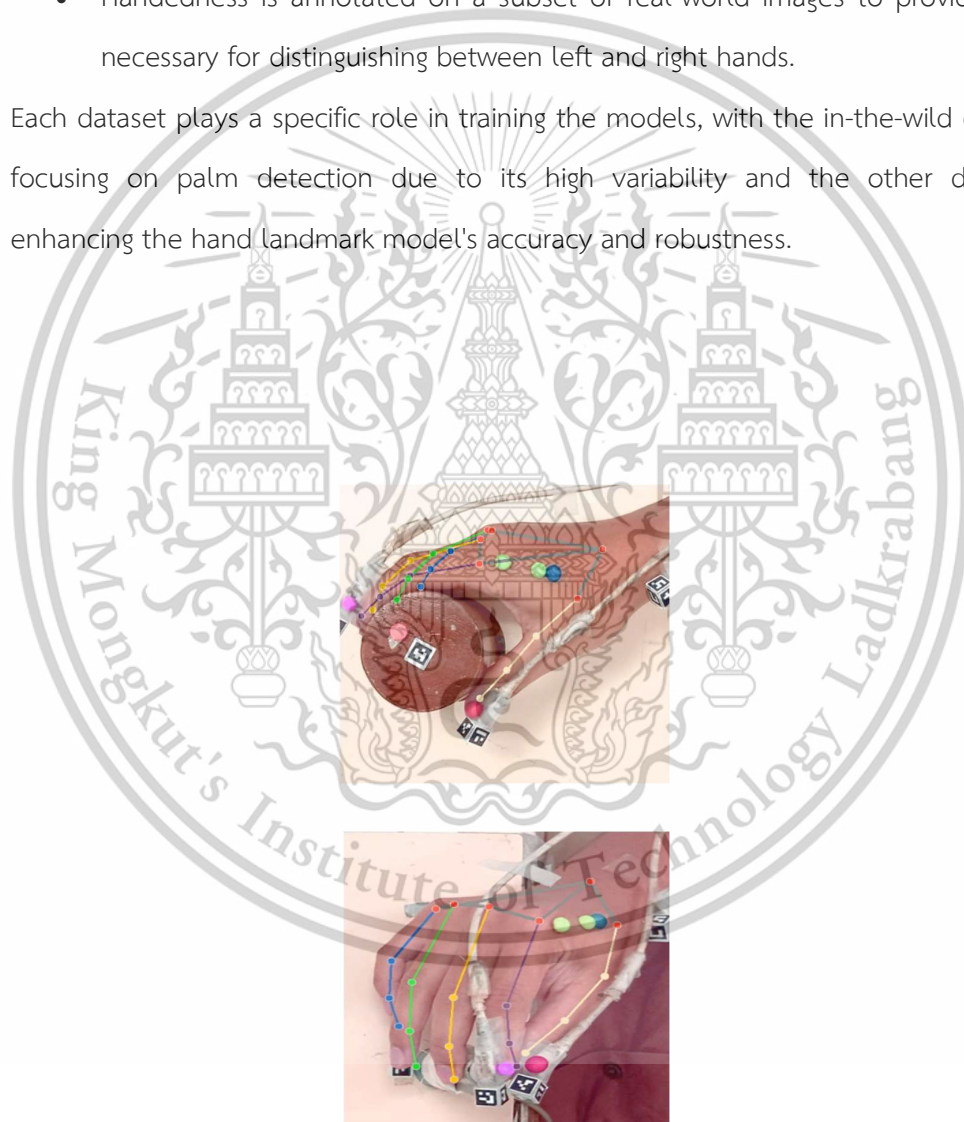 Handedness is annotated on a subset of real-world images to
necessary for distinguishing between left and right hands.
Each dataset plays a specific role in training the models, with the in-the-wild
focusing on palm detection due to its high variability and the other
enhancing the hand landmark model's accuracy and robustness.
King Mongkut's Institute of Technology Ladkrabang